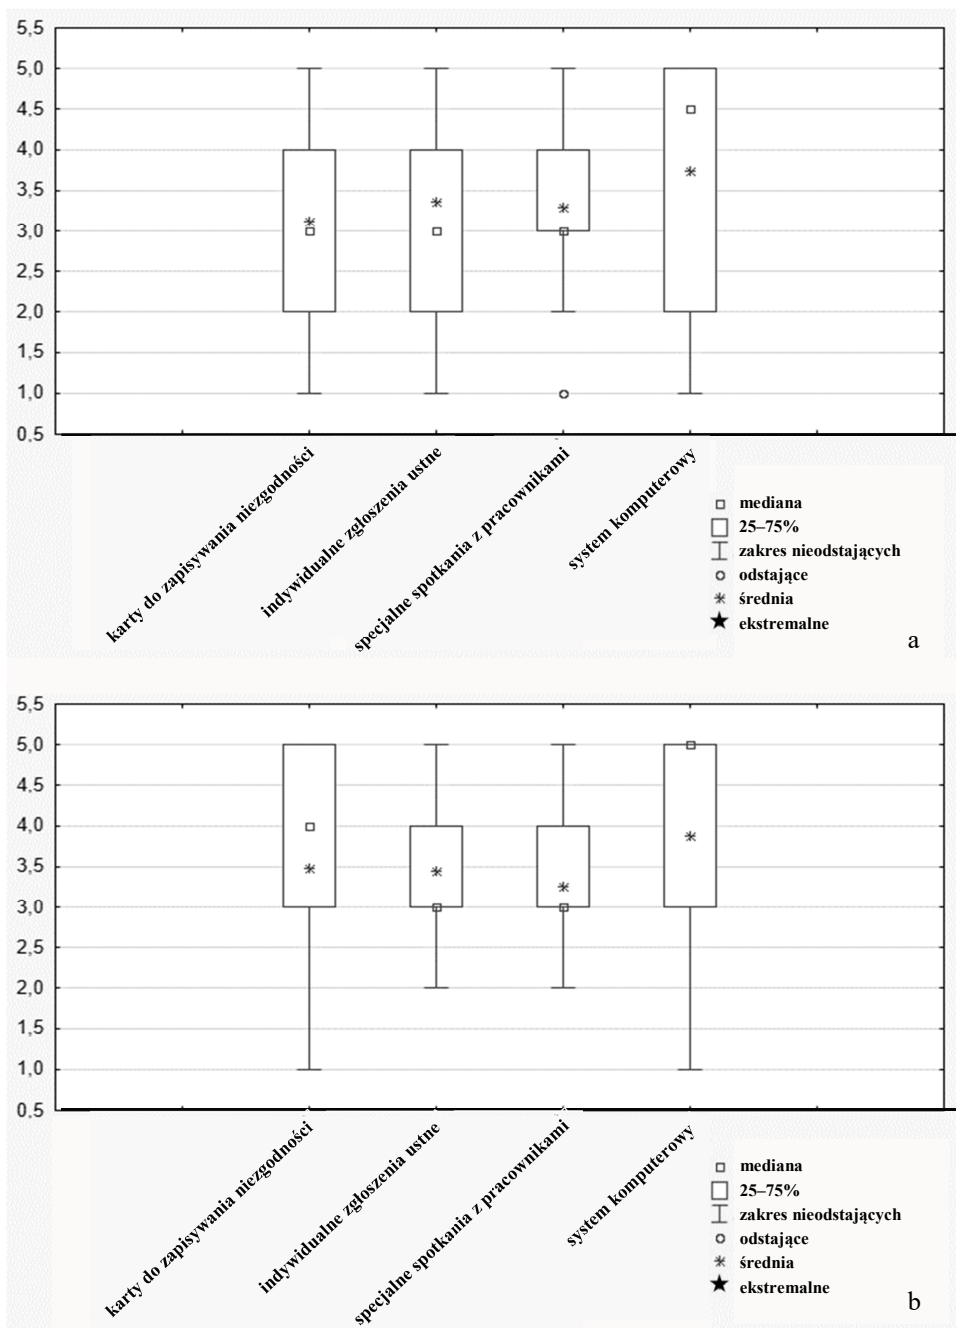 5,5
5,0
4,5
4,0
3,5
3,0
2,5
2,0
1,5
1,0
0,5
karty do zapisywania niezgodności
indywidualne zgłoszenia ustne
specjalne spotkania z pracownikami
system komputerowy
mediana
25–75%
zakres nieodstających
odstające
średnia
ekstremalne
a
5,5
5,0
4,5
4,0
3,5
3,0
2,5
2,0
1,5
1,0
0,5
karty do zapisywania niezgodności
indywidualne zgłoszenia ustne
specjalne spotkania z pracownikami
system komputerowy
mediana
25–75%
zakres nieodstających
odstające
średnia
ekstremalne
b